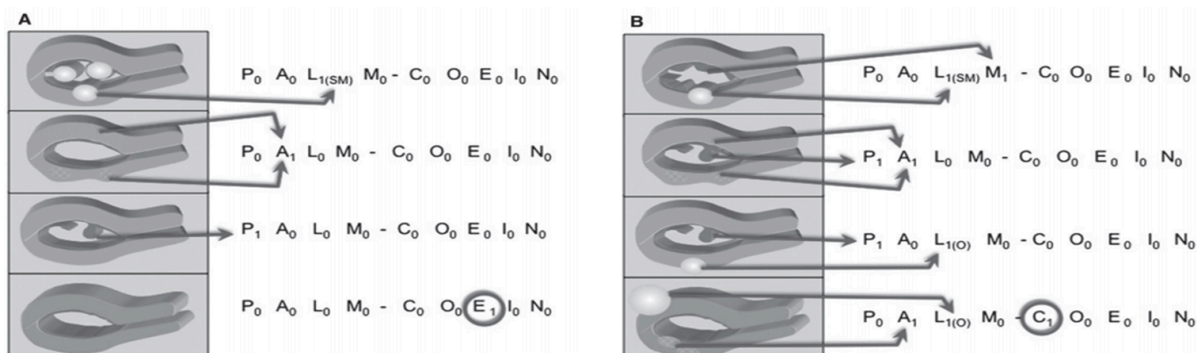 A
P₀ A₀ L₁₍SM₎ M₀ - C₀ O₀ E₀ I₀ N₀
P₀ A₁ L₀ M₀ - C₀ O₀ E₀ I₀ N₀
P₁ A₀ L₀ M₀ - C₀ O₀ E₀ I₀ N₀
P₀ A₀ L₀ M₀ - C₀ O₀ E₁ I₀ N₀
B
P₀ A₀ L₁₍SM₎ M₁ - C₀ O₀ E₀ I₀ N₀
P₁ A₁ L₀ M₀ - C₀ O₀ E₀ I₀ N₀
P₁ A₀ L₁₍O₎ M₀ - C₀ O₀ E₀ I₀ N₀
P₀ A₁ L₁₍O₎ M₀ - C₁ O₀ E₀ I₀ N₀